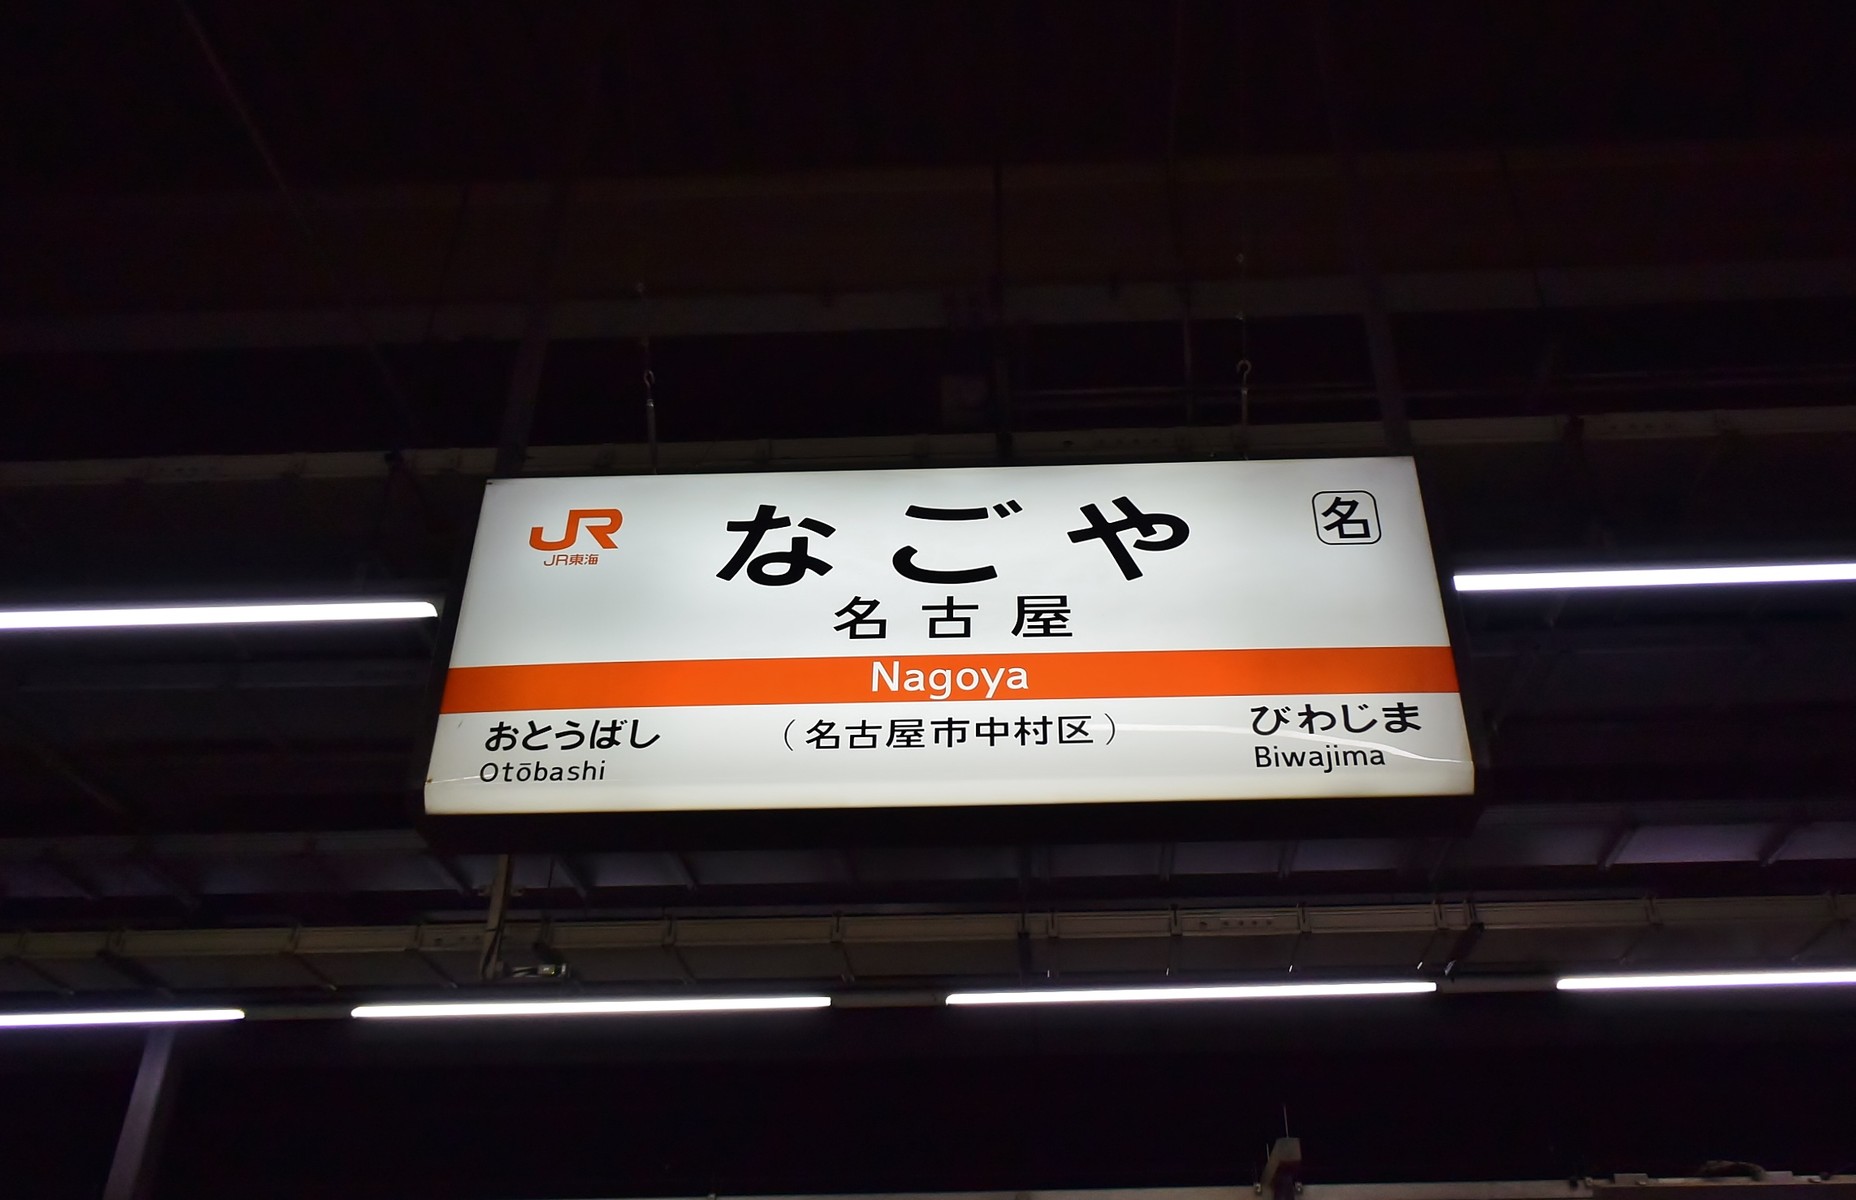 JR
JR東海
なごや
名
名古屋
Nagoya
おとうばし
Otōbashi
（名古屋市中村区）
びわじま
Biwajima